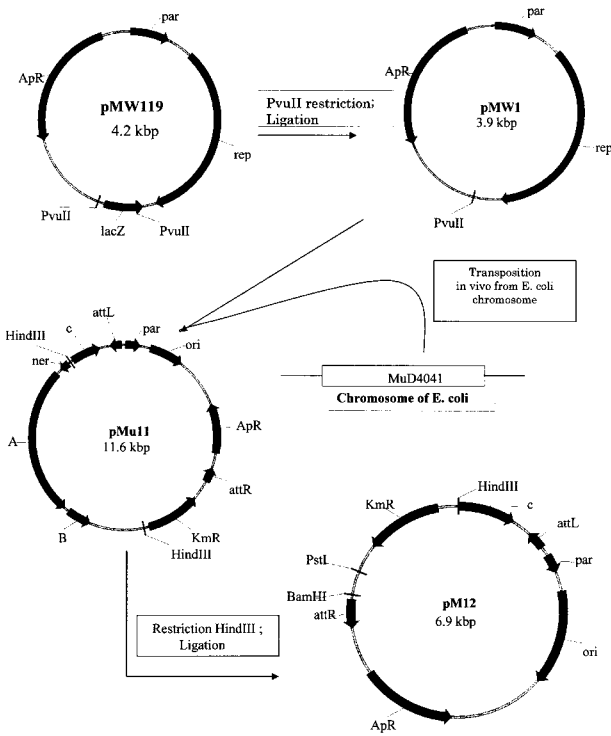 par
ApR
pMW119
4.2 kbp
rep
PvuII
lacZ
PvuII
PvuII restriction;
Ligation
par
ApR
pMW1
3.9 kbp
rep
PvuII
Transposition
in vivo from E. coli
chromosome
MuD4041
Chromosome of E. coli
attL
par
c
ori
HindIII
ner
A
pMu11
11.6 kbp
ApR
attR
KmR
B
HindIII
Restriction HindIII ;
Ligation
HindIII
c
KmR
attL
par
PstI
BamHI
attR
pM12
6.9 kbp
ori
ApR